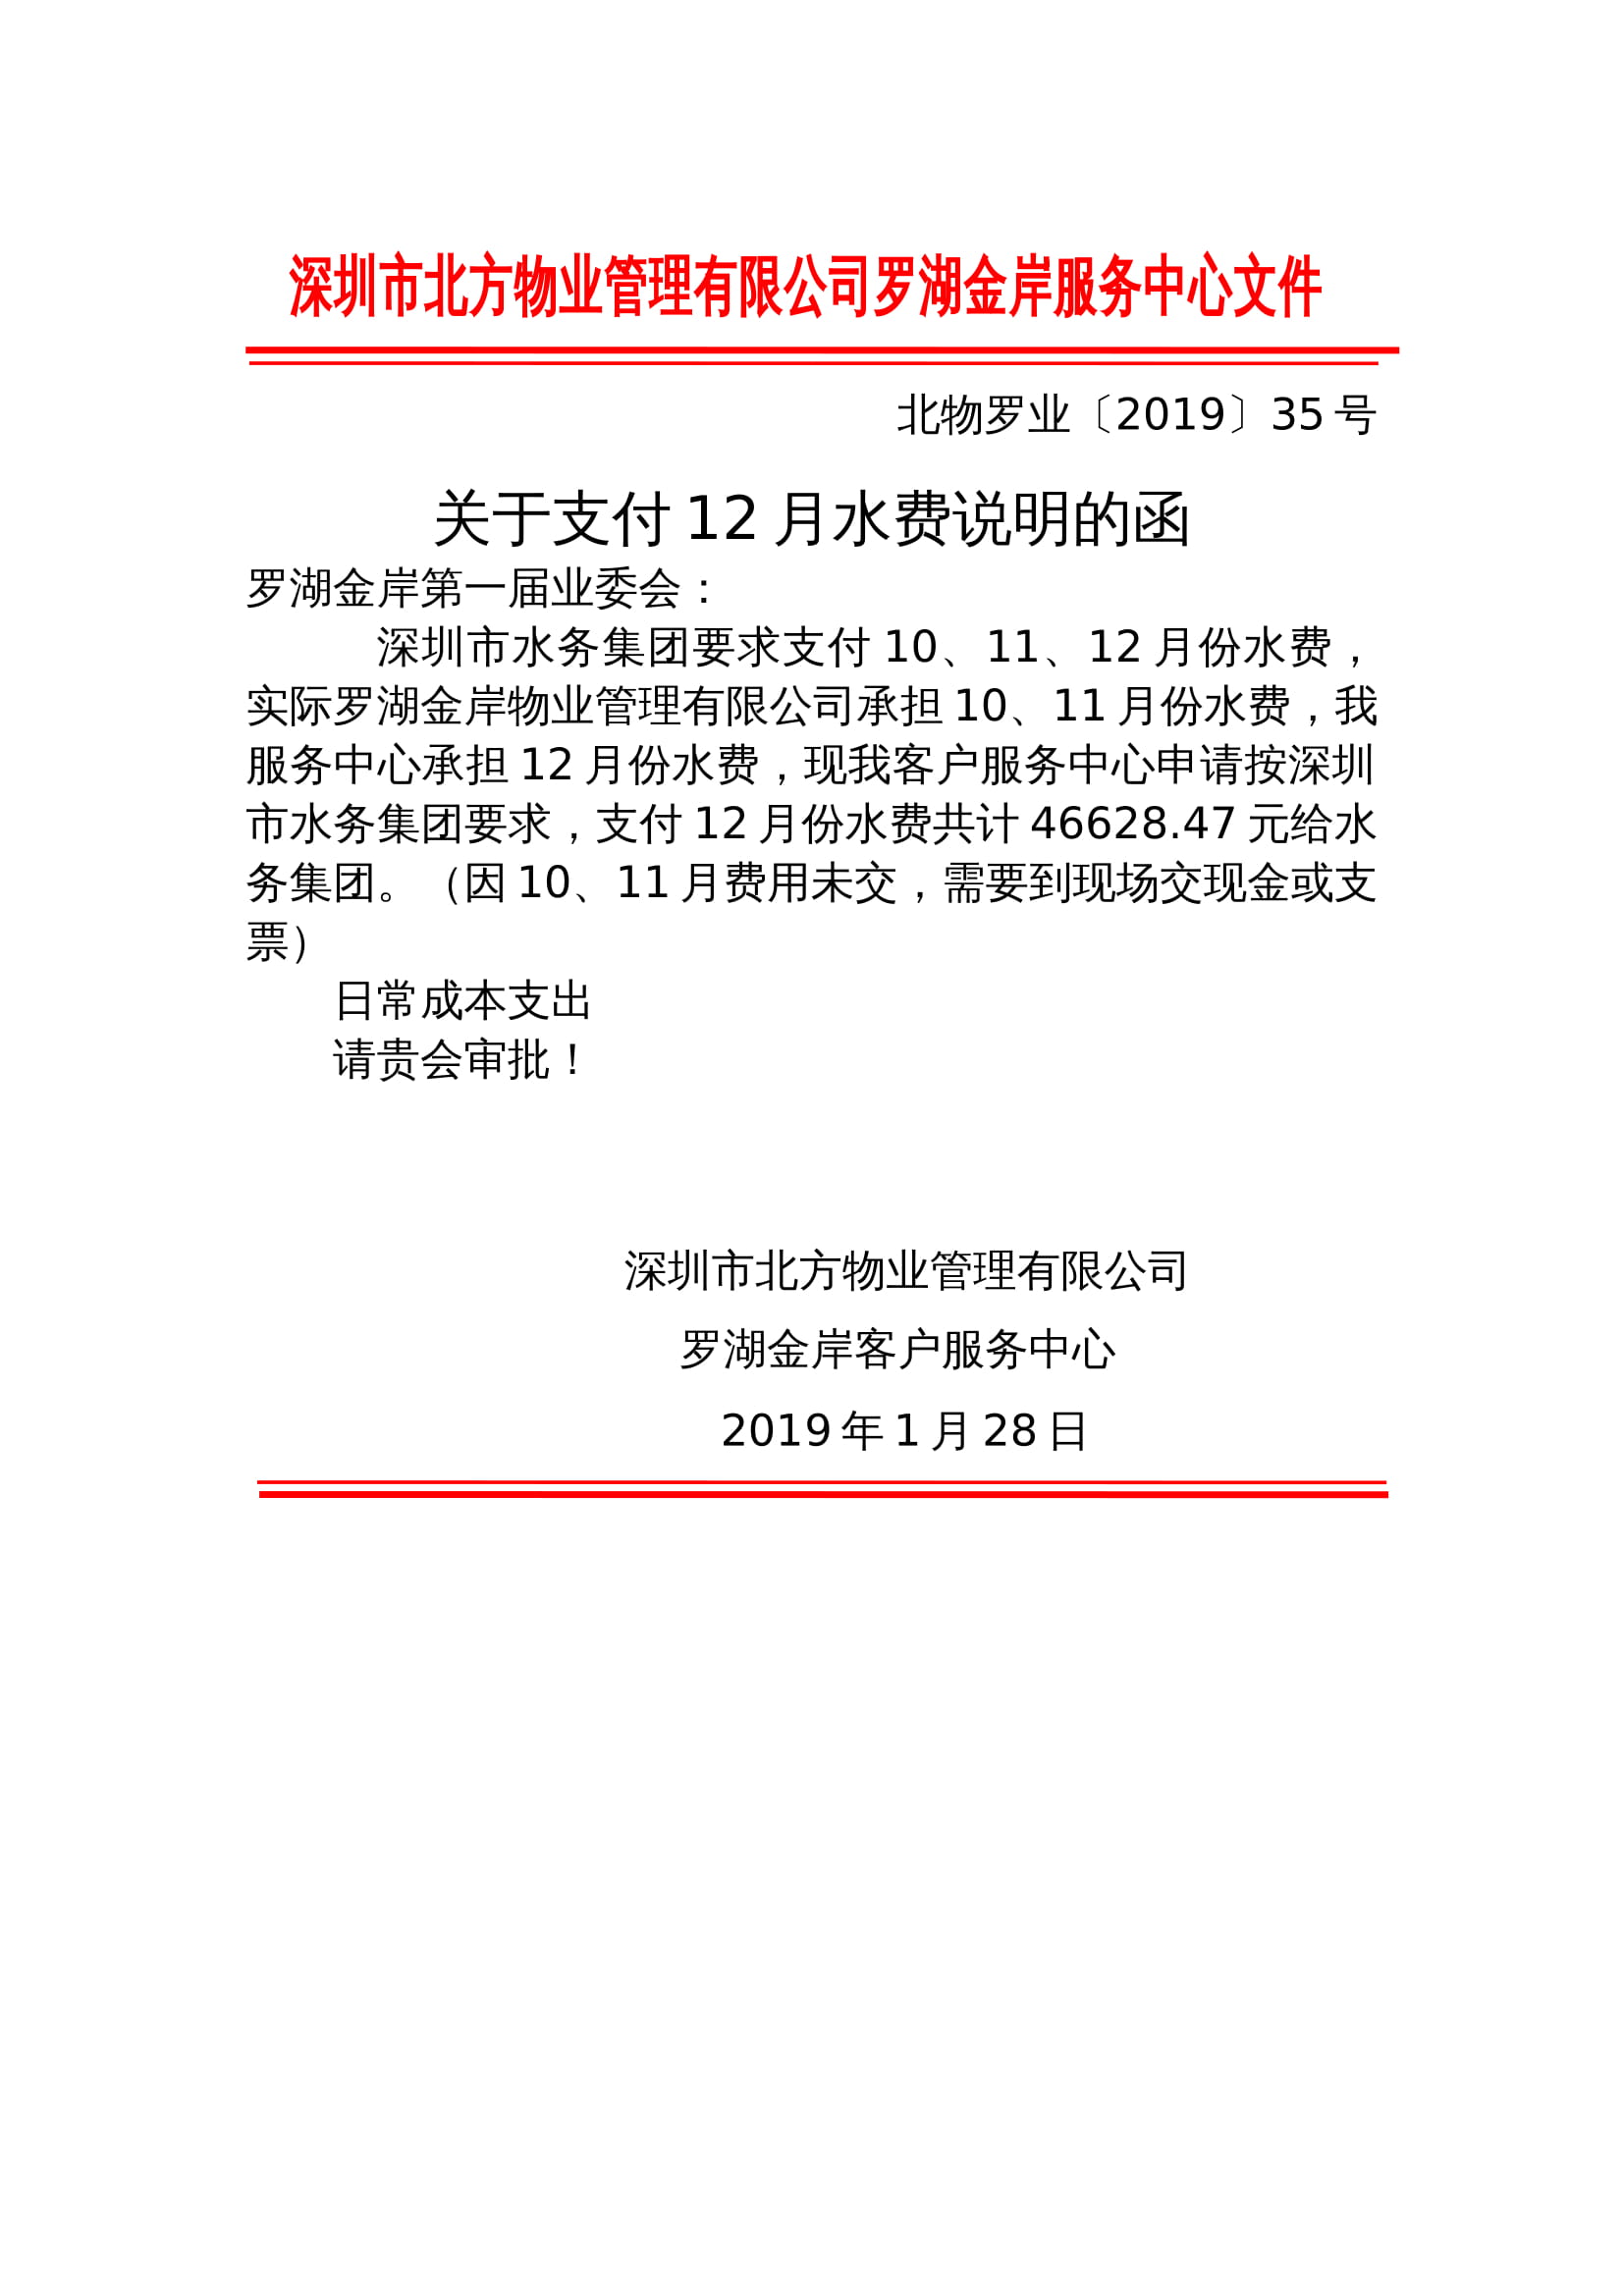 深圳市北方物业管理有限公司罗湖金岸服务中心文件
北物罗业〔2019〕35 号
关于支付 12 月水费说明的函
罗湖金岸第一届业委会：
深圳市水务集团要求支付 10、11、12 月份水费，
实际罗湖金岸物业管理有限公司承担 10、11 月份水费，我
服务中心承担 12 月份水费，现我客户服务中心申请按深圳
市水务集团要求，支付 12 月份水费共计 46628.47 元给水
务集团。（因 10、11 月费用未交，需要到现场交现金或支
票）
日常成本支出
请贵会审批！
深圳市北方物业管理有限公司
罗湖金岸客户服务中心
2019 年 1 月 28 日